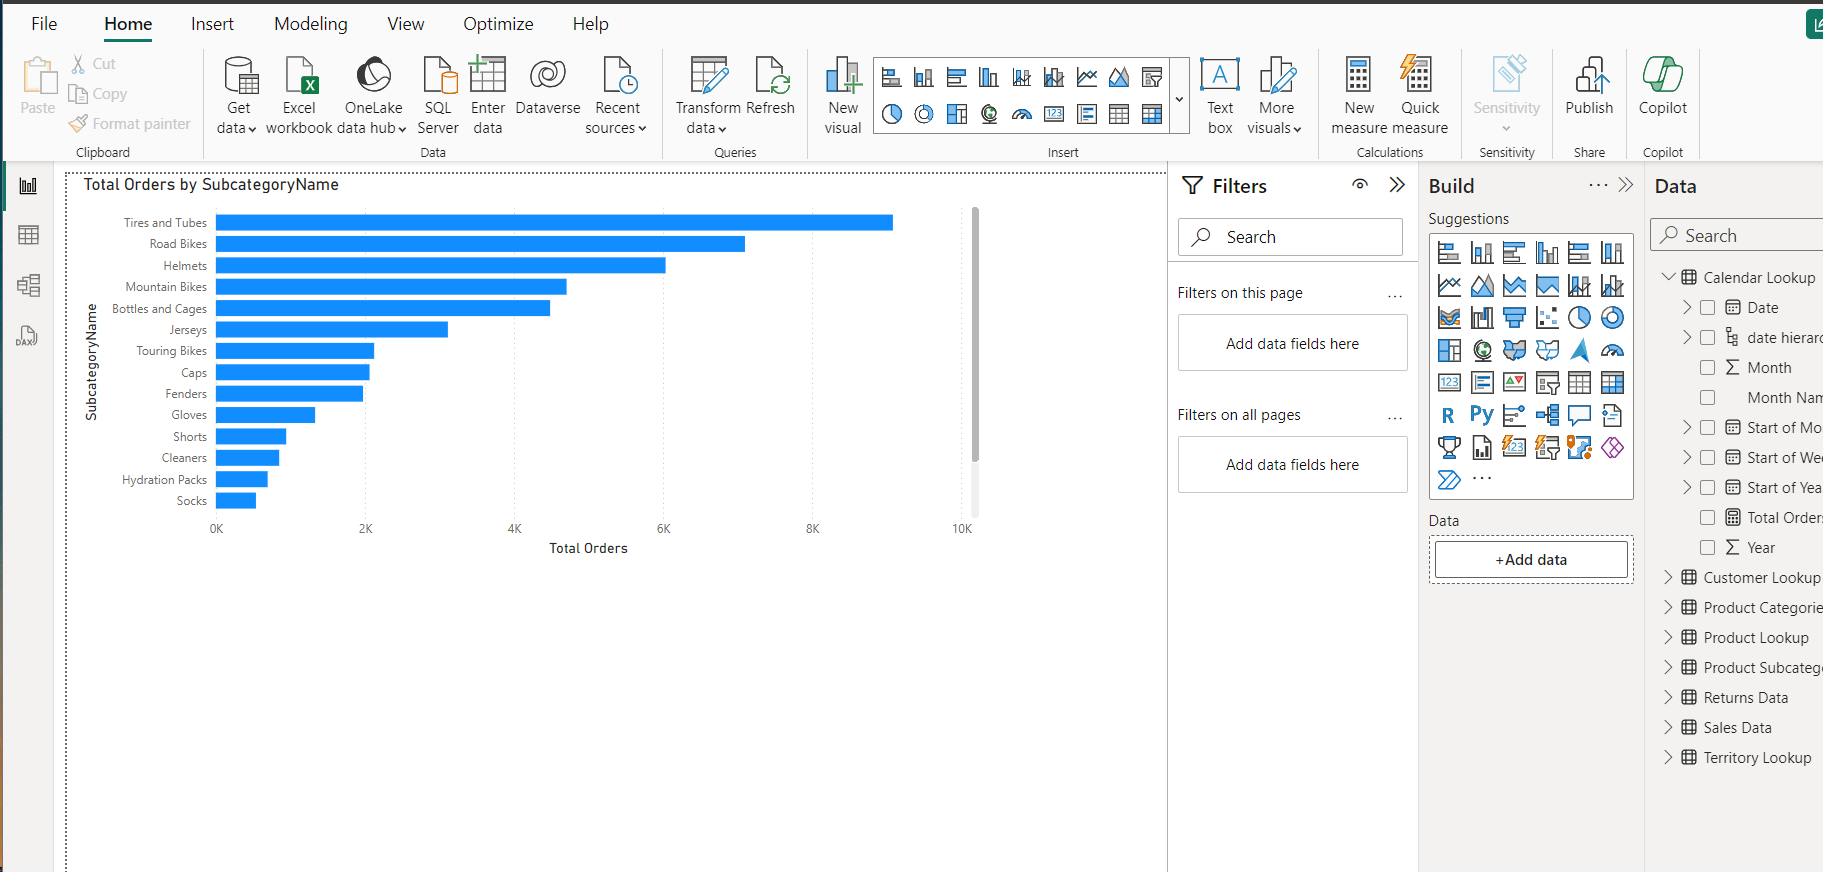 File Home Insert Modeling View Optimize Help
Paste
Cut
Copy
Format painter
Clipboard
Get data
Excel workbook
OneLake data hub
SQL Server
Enter data
Dataverse
Recent sources
Data
Transform data
Refresh
Queries
New visual
123
Insert
A
Text box
More visuals
New measure
Quick measure
Calculations
Sensitivity
Sensitivity
Publish
Share
Copilot
Copilot
DAX
Total Orders by SubcategoryName
SubcategoryName
Tires and Tubes
Road Bikes
Helmets
Mountain Bikes
Bottles and Cages
Jerseys
Touring Bikes
Caps
Fenders
Gloves
Shorts
Cleaners
Hydration Packs
Socks
0K 2K 4K 6K 8K 10K
Total Orders
Filters
Search
Filters on this page ...
Add data fields here
Filters on all pages ...
Add data fields here
Build ...
Suggestions
123
R Py
123
...
Data
+Add data
Data
Search
Calendar Lookup
Date
date hierarc
Month
Month Nam
Start of Mo
Start of Wee
Start of Yea
Total Orders
Year
Customer Lookup
Product Categorie
Product Lookup
Product Subcateg
Returns Data
Sales Data
Territory Lookup